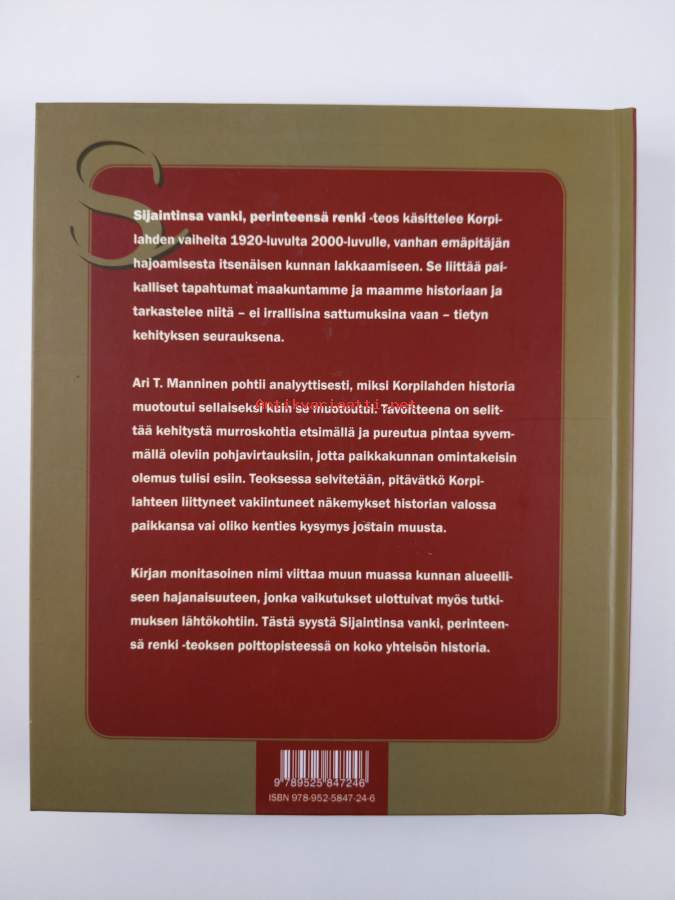 S
Sijaintinsa vanki, perinteensä renki -teos käsittelee Korpi-
lahden vaiheita 1920-luvulta 2000-luvulle, vanhan emäpitäjän
hajoamisesta itsenäisen kunnan lakkaamiseen. Se liittää pai-
kalliset tapahtumat maakuntamme ja maamme historiaan ja
tarkastelee niitä – ei irrallisina sattumuksina vaan – tietyn
kehityksen seurauksena.
Ari T. Manninen pohtii analyyttisesti, miksi Korpilahden historia
muotoutui sellaiseksi kuin se muotoutui. Tavoitteena on selit-
Antikvariaatti.net
tää kehitystä murroskohtia etsimällä ja pureutua pintaa syvem-
mällä oleviin pohjavirtauksiin, jotta paikkakunnan omintakeisin
olemus tulisi esiin. Teoksessa selvitetään, pitävätkö Korpi-
lahteen liittyneet vakiintuneet näkemykset historian valossa
paikkansa vai oliko kenties kysymys jostain muusta.
Kirjan monitasoinen nimi viittaa muun muassa kunnan alueelli-
seen hajanaisuuteen, jonka vaikutukset ulottuivat myös tutki-
muksen lähtökohtiin. Tästä syystä Sijaintinsa vanki, perinteen-
sä renki -teoksen polttopisteessä on koko yhteisön historia.
9 789525 847246
ISBN 978-952-5847-24-6